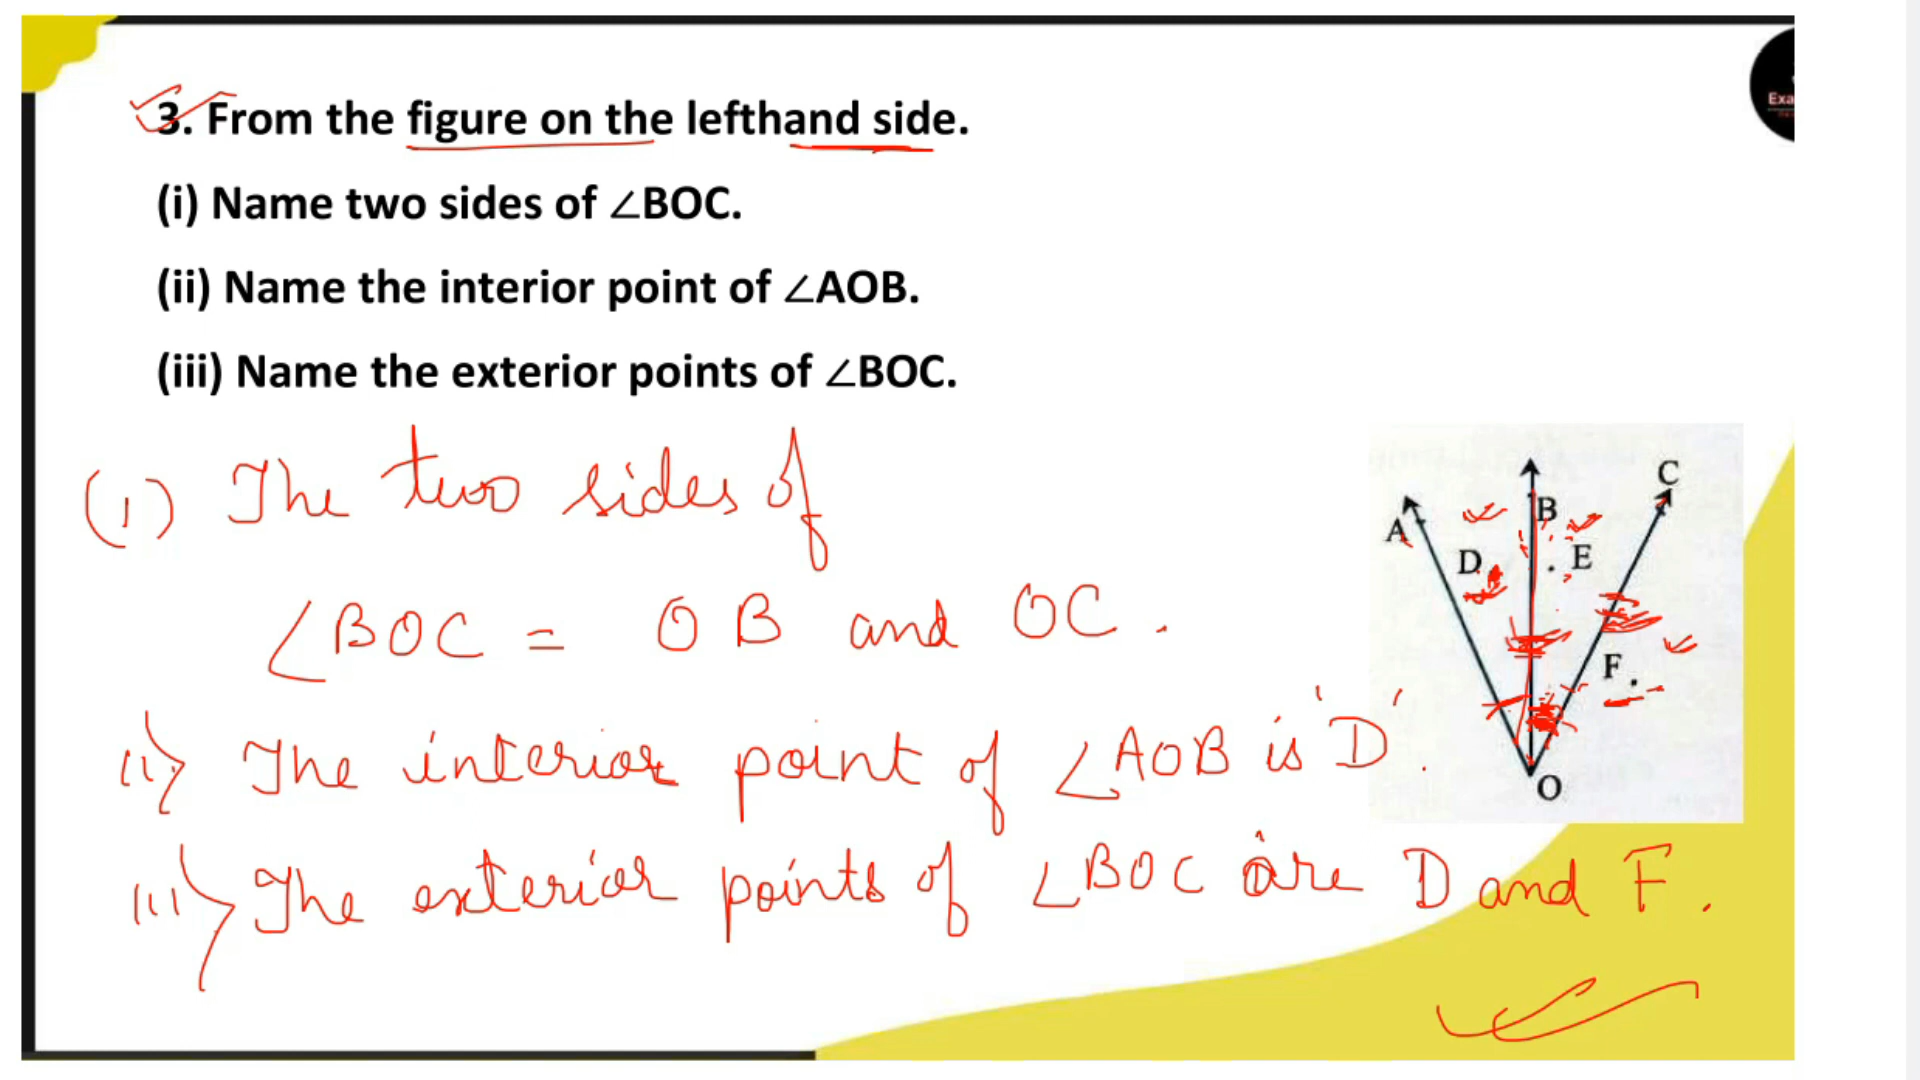 3. From the figure on the lefthand side.
(i) Name two sides of ∠BOC.
(ii) Name the interior point of ∠AOB.
(iii) Name the exterior points of ∠BOC.
(i) The two sides of
∠BOC = OB and OC.
ii) The interior point of ∠AOB is 'D'.
iii) The exterior points of ∠BOC are D and F.
Exa
A
B
C
D.
. E
F.
O